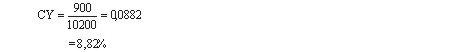 CY = 900/10200 = 0,0882
= 8,82%